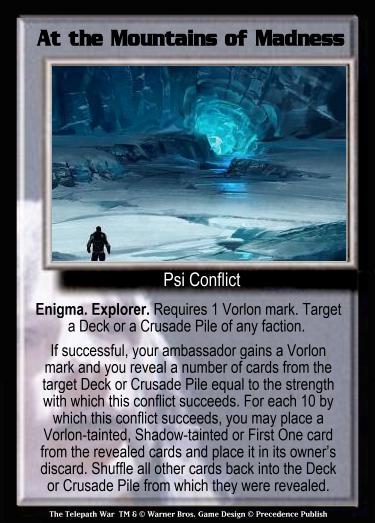 At the Mountains of Madness
Psi Conflict
Enigma. Explorer. Requires 1 Vorlon mark. Target
a Deck or a Crusade Pile of any faction.
If successful, your ambassador gains a Vorlon
mark and you reveal a number of cards from the
target Deck or Crusade Pile equal to the strength
with which this conflict succeeds. For each 10 by
which this conflict succeeds, you may place a
Vorlon-tainted, Shadow-tainted or First One card
from the revealed cards and place it in its owner's
discard. Shuffle all other cards back into the Deck
or Crusade Pile from which they were revealed.
The Telepath War TM & © Warner Bros. Game Design © Precedence Publish